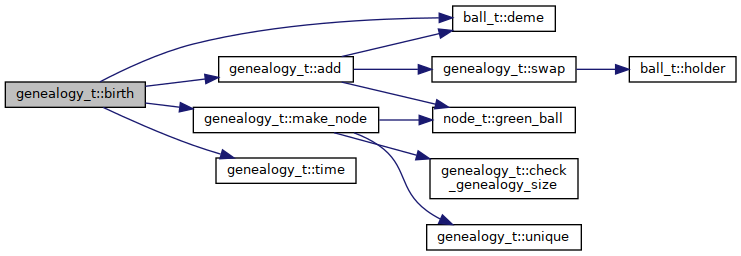 genealogy_t::birth
ball_t::deme
genealogy_t::add
genealogy_t::swap
ball_t::holder
genealogy_t::make_node
node_t::green_ball
genealogy_t::check
_genealogy_size
genealogy_t::time
genealogy_t::unique